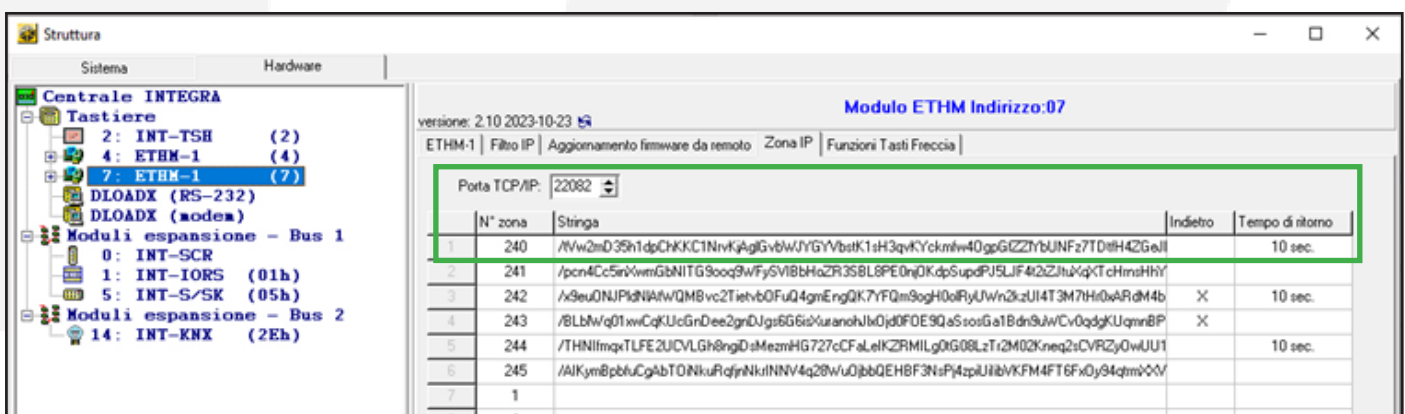 Struttura
Sistema Hardware
Centrale INTEGRA
Tastiere
2: INT-TSH (2)
4: ETHM-1 (4)
7: ETHM-1 (7)
DLOADX (RS-232)
DLOADX (modem)
Moduli espansione - Bus 1
0: INT-SCR
1: INT-IORS (01h)
5: INT-S/SK (05h)
Moduli espansione - Bus 2
14: INT-KNX (2Eh)
Modulo ETHM Indirizzo:07
versione: 2.10 2023-10-23
ETHM-1 Filtro IP Aggiornamento firmware da remoto Zona IP Funzioni Tasti Freccia
Porta TCP/IP: 22082
N° zona Stringa Indietro Tempo di ritorno
1 240 10 sec.
2 241
3 242 X 10 sec.
4 243 X
5 244 10 sec.
6 245
7 1